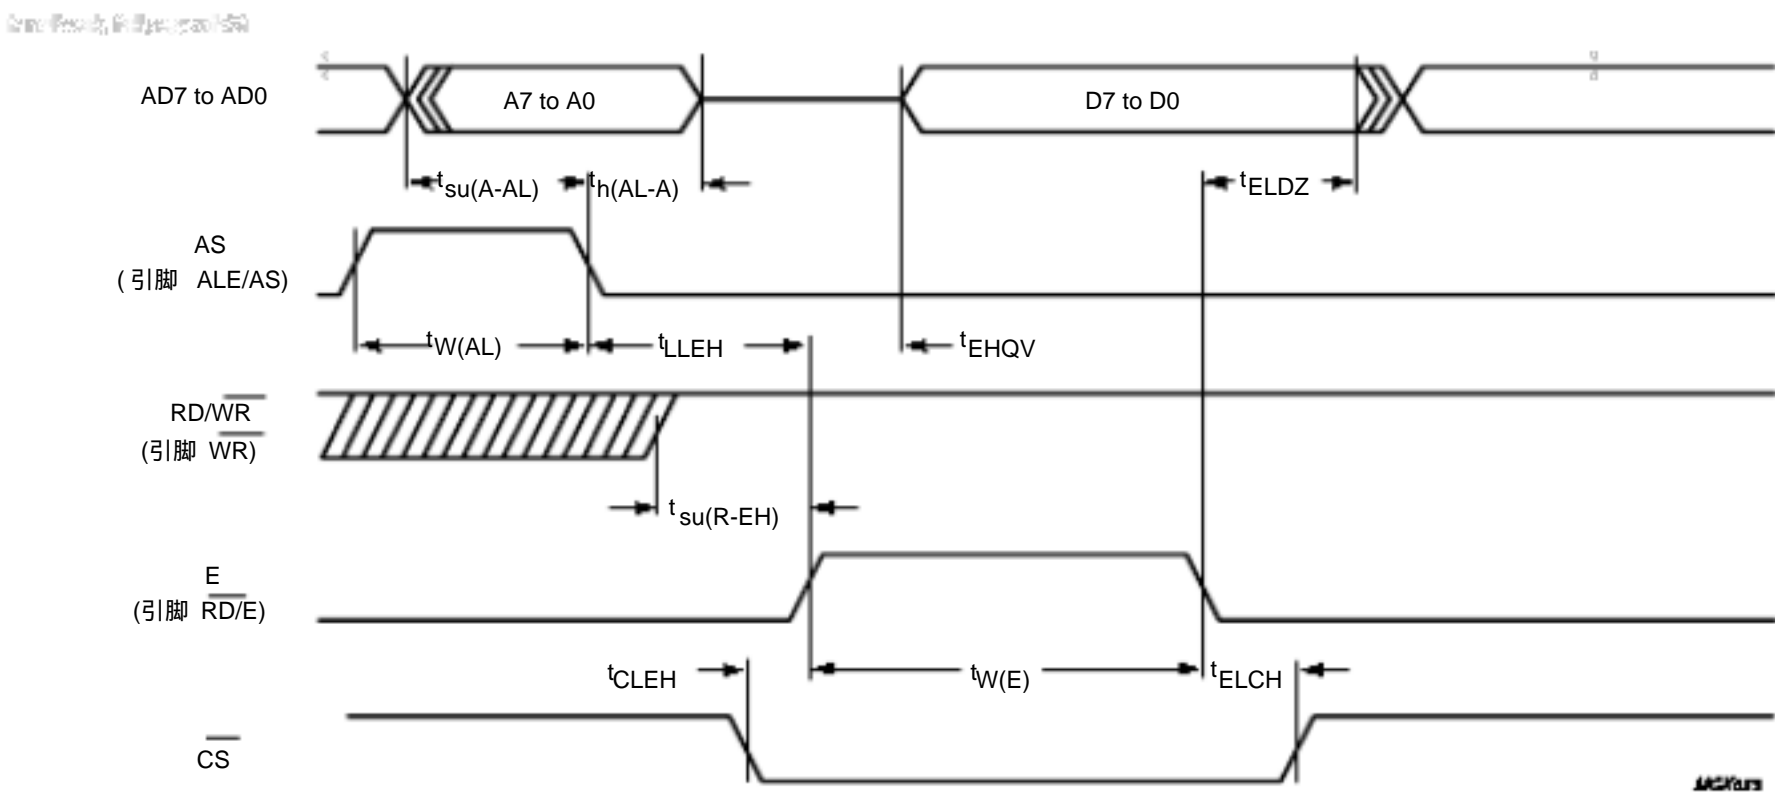 AD7 to AD0
A7 to A0
D7 to D0
tsu(A-AL)
th(AL-A)
tELDZ
AS
(引脚 ALE/AS)
tW(AL)
tLLEH
tEHQV
RD/WR
(引脚 WR)
tsu(R-EH)
E
(引脚 RD/E)
tCLEH
tW(E)
tELCH
CS